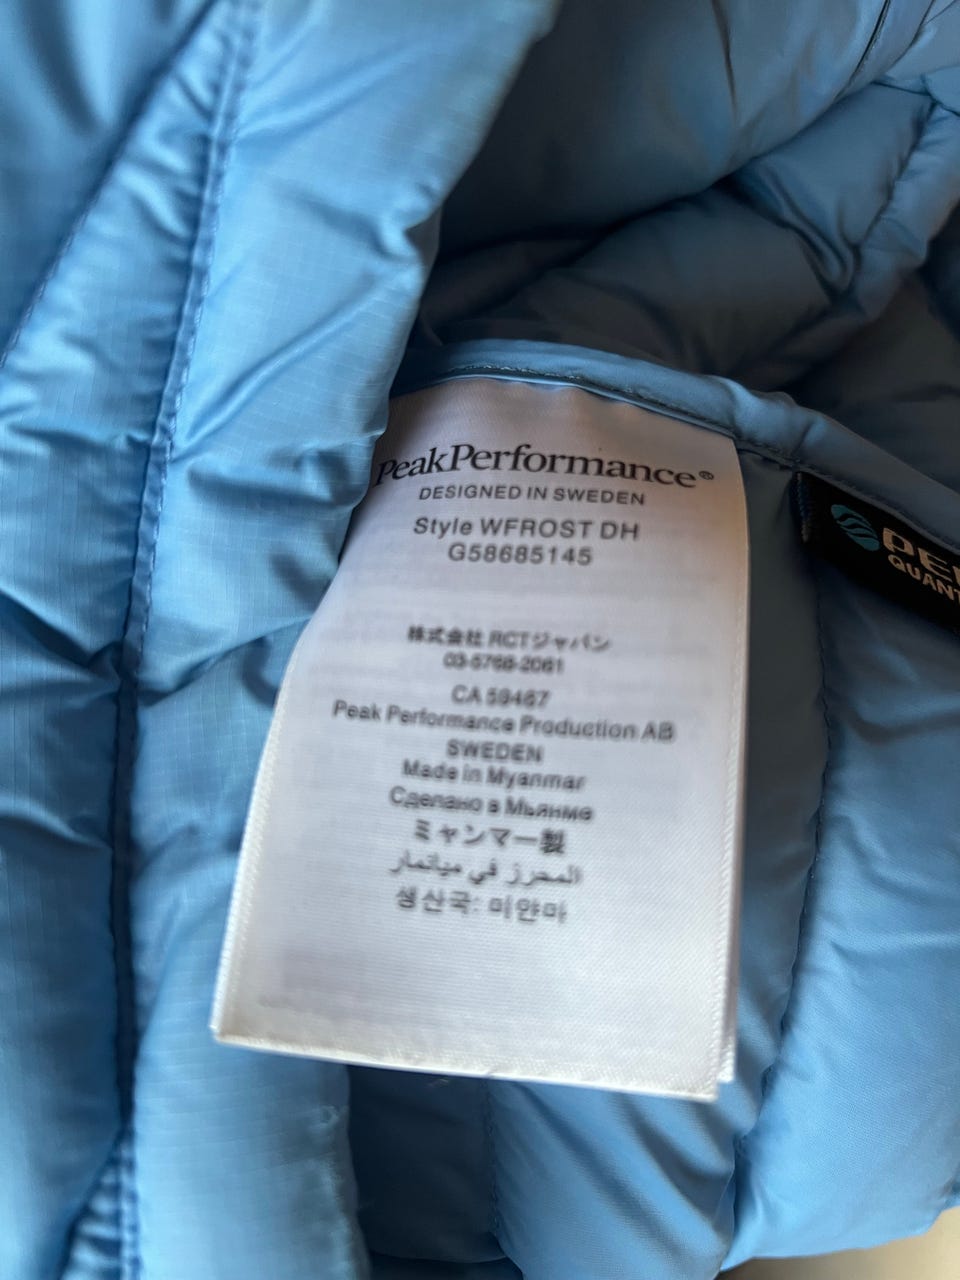 PeakPerformance®
DESIGNED IN SWEDEN
Style WFROST DH
G58685145
株式会社 RCTジャパン
03-5768-2061
CA 59467
Peak Performance Production AB
SWEDEN
Made in Myanmar
Сделано в Мьянме
ミャンマー製
المحرز في ميانمار
생산국: 미얀마